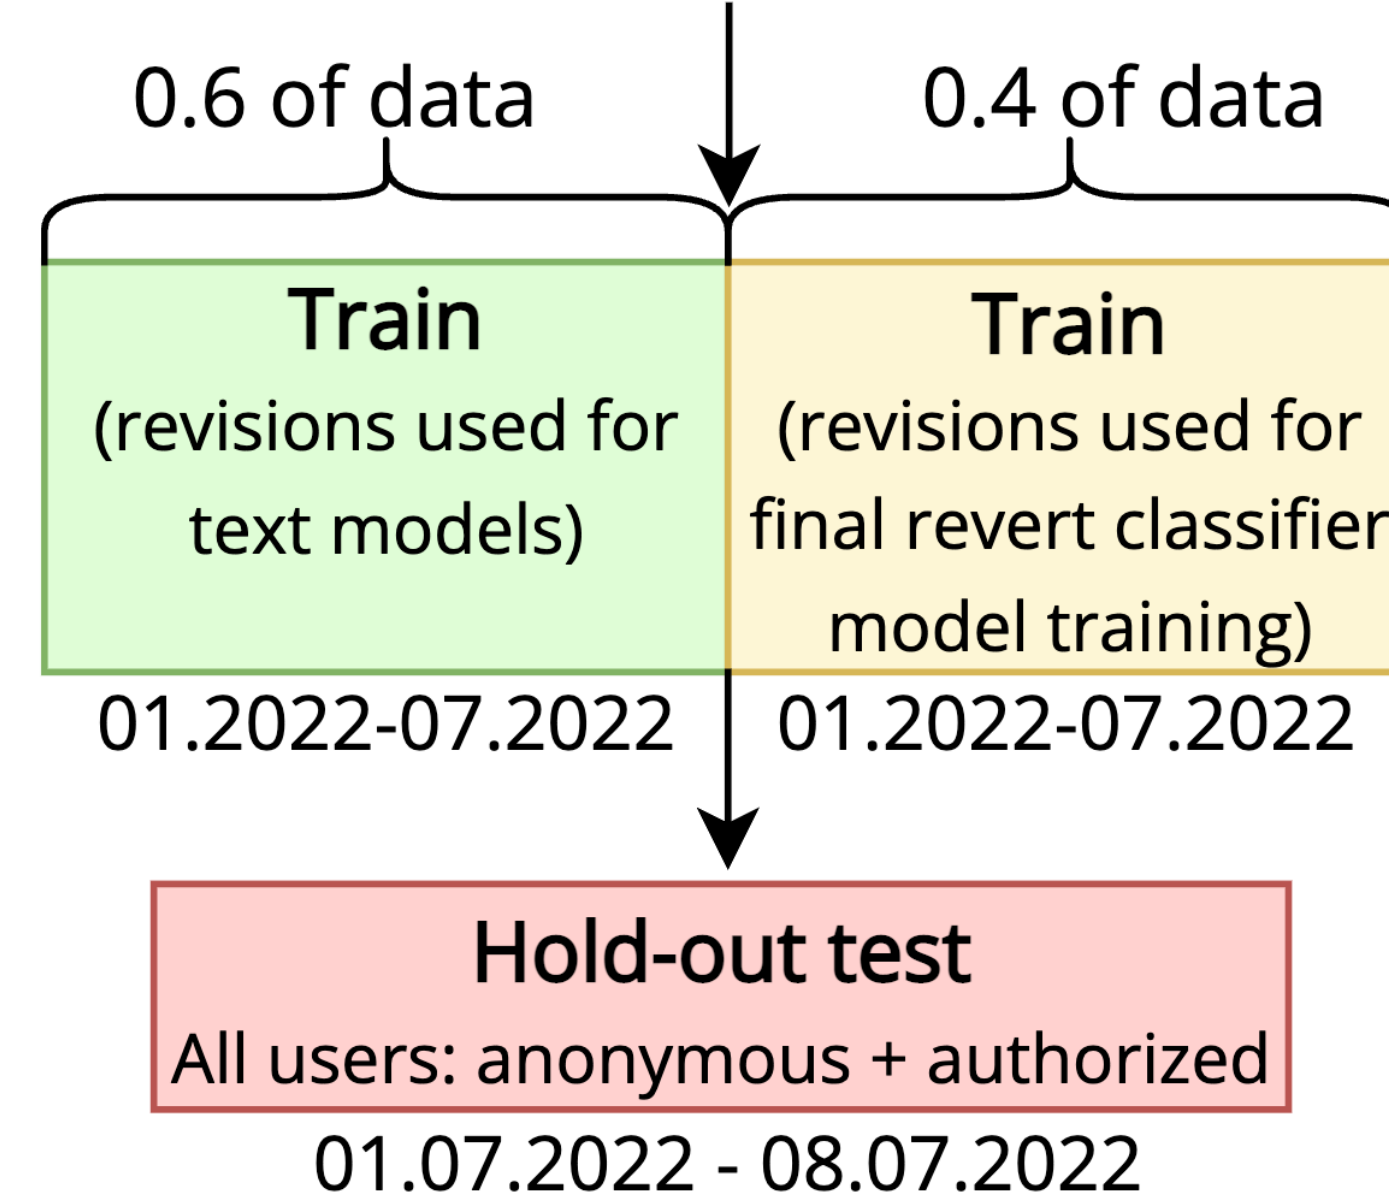 0.6 of data
0.4 of data
Train
(revisions used for
text models)
Train
(revisions used for
final revert classifier
model training)
01.2022-07.2022
01.2022-07.2022
Hold-out test
All users: anonymous + authorized
01.07.2022 - 08.07.2022